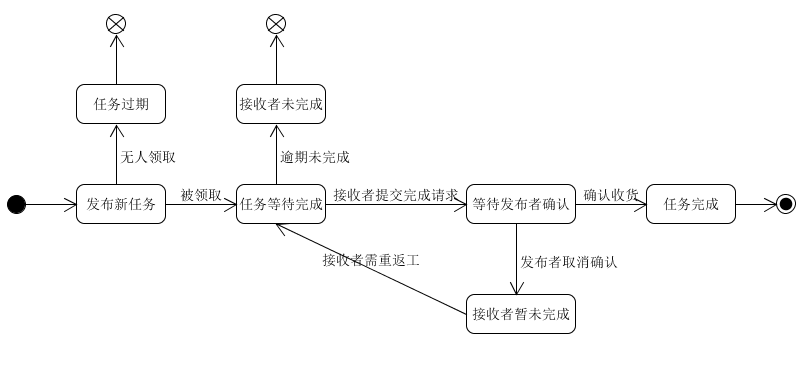 任务过期
接收者未完成
无人领取
逾期未完成
发布新任务
被领取
任务等待完成
接收者提交完成请求
等待发布者确认
确认收货
任务完成
接收者需重返工
发布者取消确认
接收者暂未完成